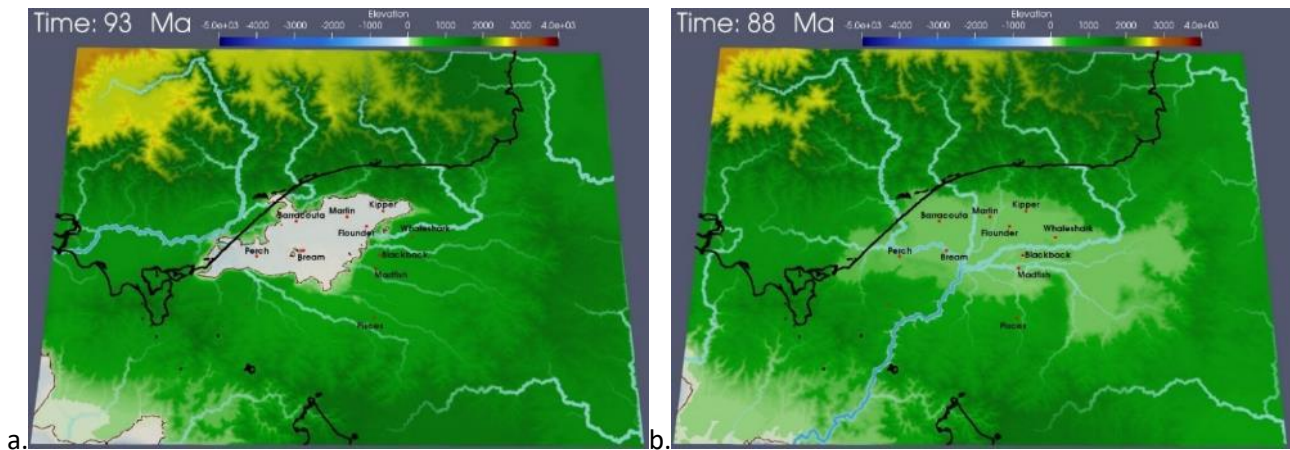 Time: 93 Ma
Elevation
-5.0e+03 -4000 -3000 -2000 -1000 0 1000 2000 3000 4.0e+03
Kipper
Marlin
Barracouta
Flounder
Whaleshark
Perch
Bream
Blackback
Madfish
Pisces
a.
Time: 88 Ma
Elevation
-5.0e+03 -4000 -3000 -2000 -1000 0 1000 2000 3000 4.0e+03
Kipper
Marlin
Barracouta
Flounder
Whaleshark
Perch
Bream
Blackback
Madfish
Pisces
b.